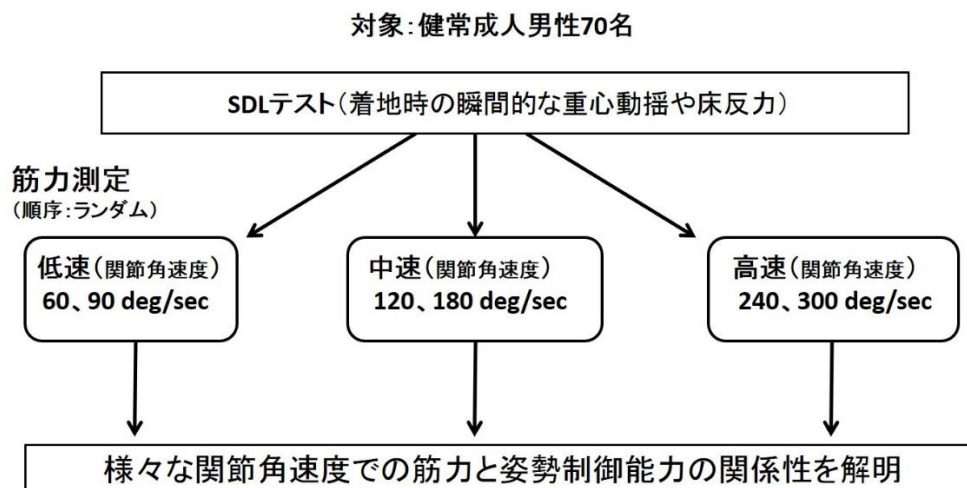 対象：健常成人男性70名
SDLテスト（着地時の瞬間的な重心動揺や床反力）
筋力測定
（順序：ランダム）
低速（関節角速度）
60、90 deg/sec
中速（関節角速度）
120、180 deg/sec
高速（関節角速度）
240、300 deg/sec
様々な関節角速度での筋力と姿勢制御能力の関係性を解明